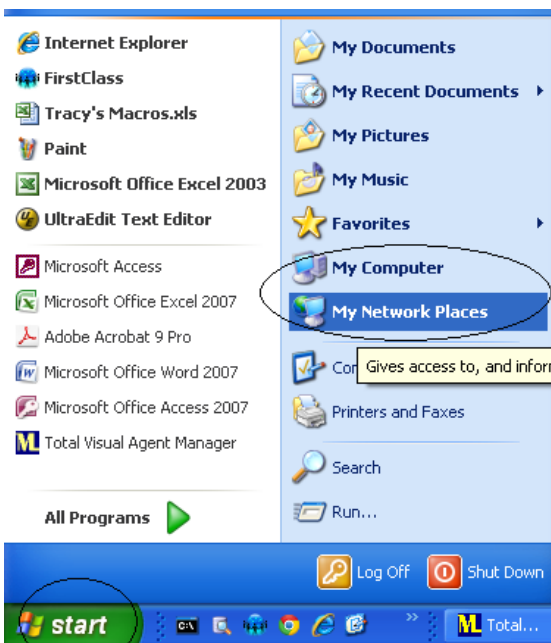 Internet Explorer
FirstClass
Tracy's Macros.xls
Paint
Microsoft Office Excel 2003
UltraEdit Text Editor
Microsoft Access
Microsoft Office Excel 2007
Adobe Acrobat 9 Pro
Microsoft Office Word 2007
Microsoft Office Access 2007
Total Visual Agent Manager
All Programs
My Documents
My Recent Documents
My Pictures
My Music
Favorites
My Computer
My Network Places
Gives access to, and infor
Printers and Faxes
Search
Run...
Log Off
Shut Down
start
Total...